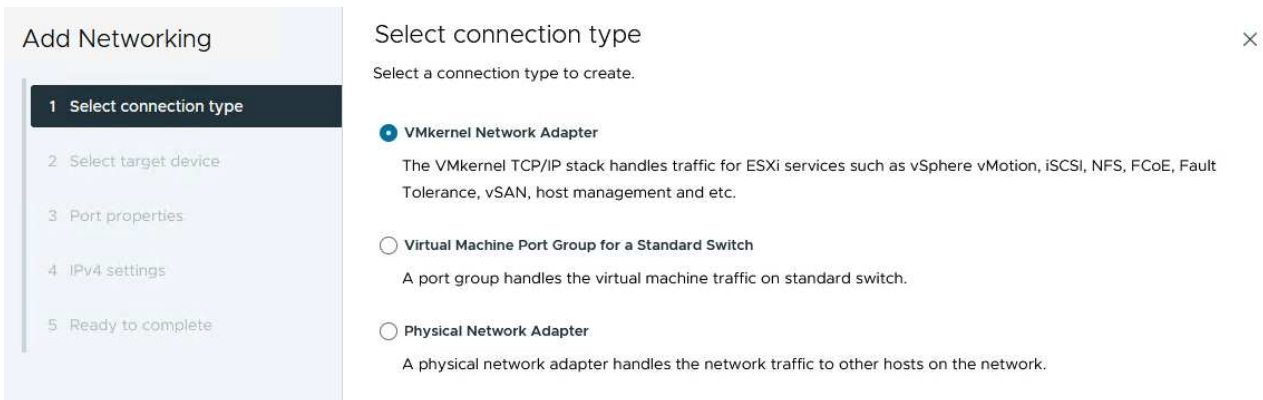 Add Networking
1 Select connection type
2 Select target device
3 Port properties
4 IPv4 settings
5 Ready to complete
Select connection type
Select a connection type to create.
VMkernel Network Adapter
The VMkernel TCP/IP stack handles traffic for ESXi services such as vSphere vMotion, iSCSI, NFS, FCoE, Fault
Tolerance, vSAN, host management and etc.
Virtual Machine Port Group for a Standard Switch
A port group handles the virtual machine traffic on standard switch.
Physical Network Adapter
A physical network adapter handles the network traffic to other hosts on the network.